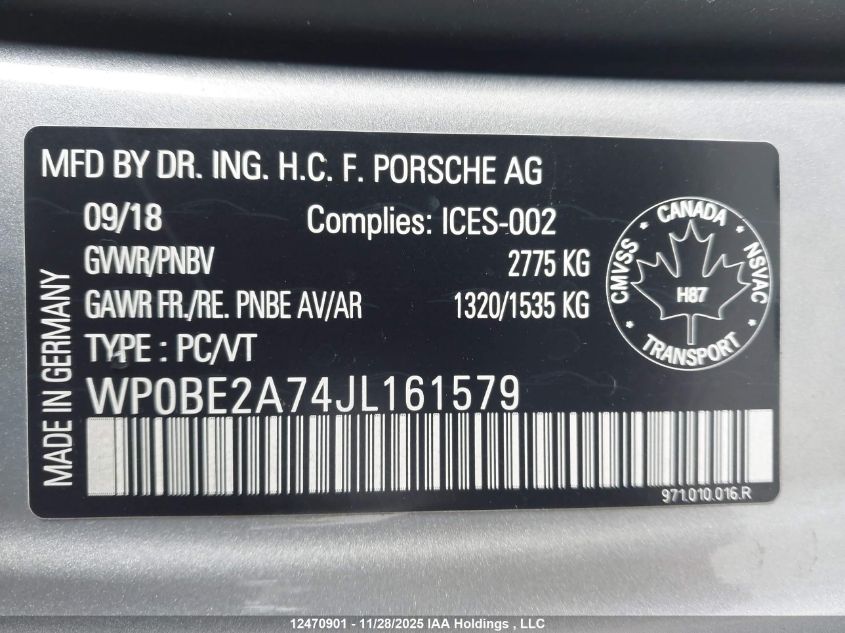 MFD BY DR. ING. H.C. F. PORSCHE AG
09/18 Complies: ICES-002
GVWR/PNBV 2775 KG
GAWR FR./RE. PNBE AV/AR 1320/1535 KG
TYPE : PC/VT
WP0BE2A74JL161579
MADE IN GERMANY
CANADA
CMVSS
NSVAC
H87
TRANSPORT
971.010.016.R
12470901 - 11/28/2025 IAA Holdings , LLC